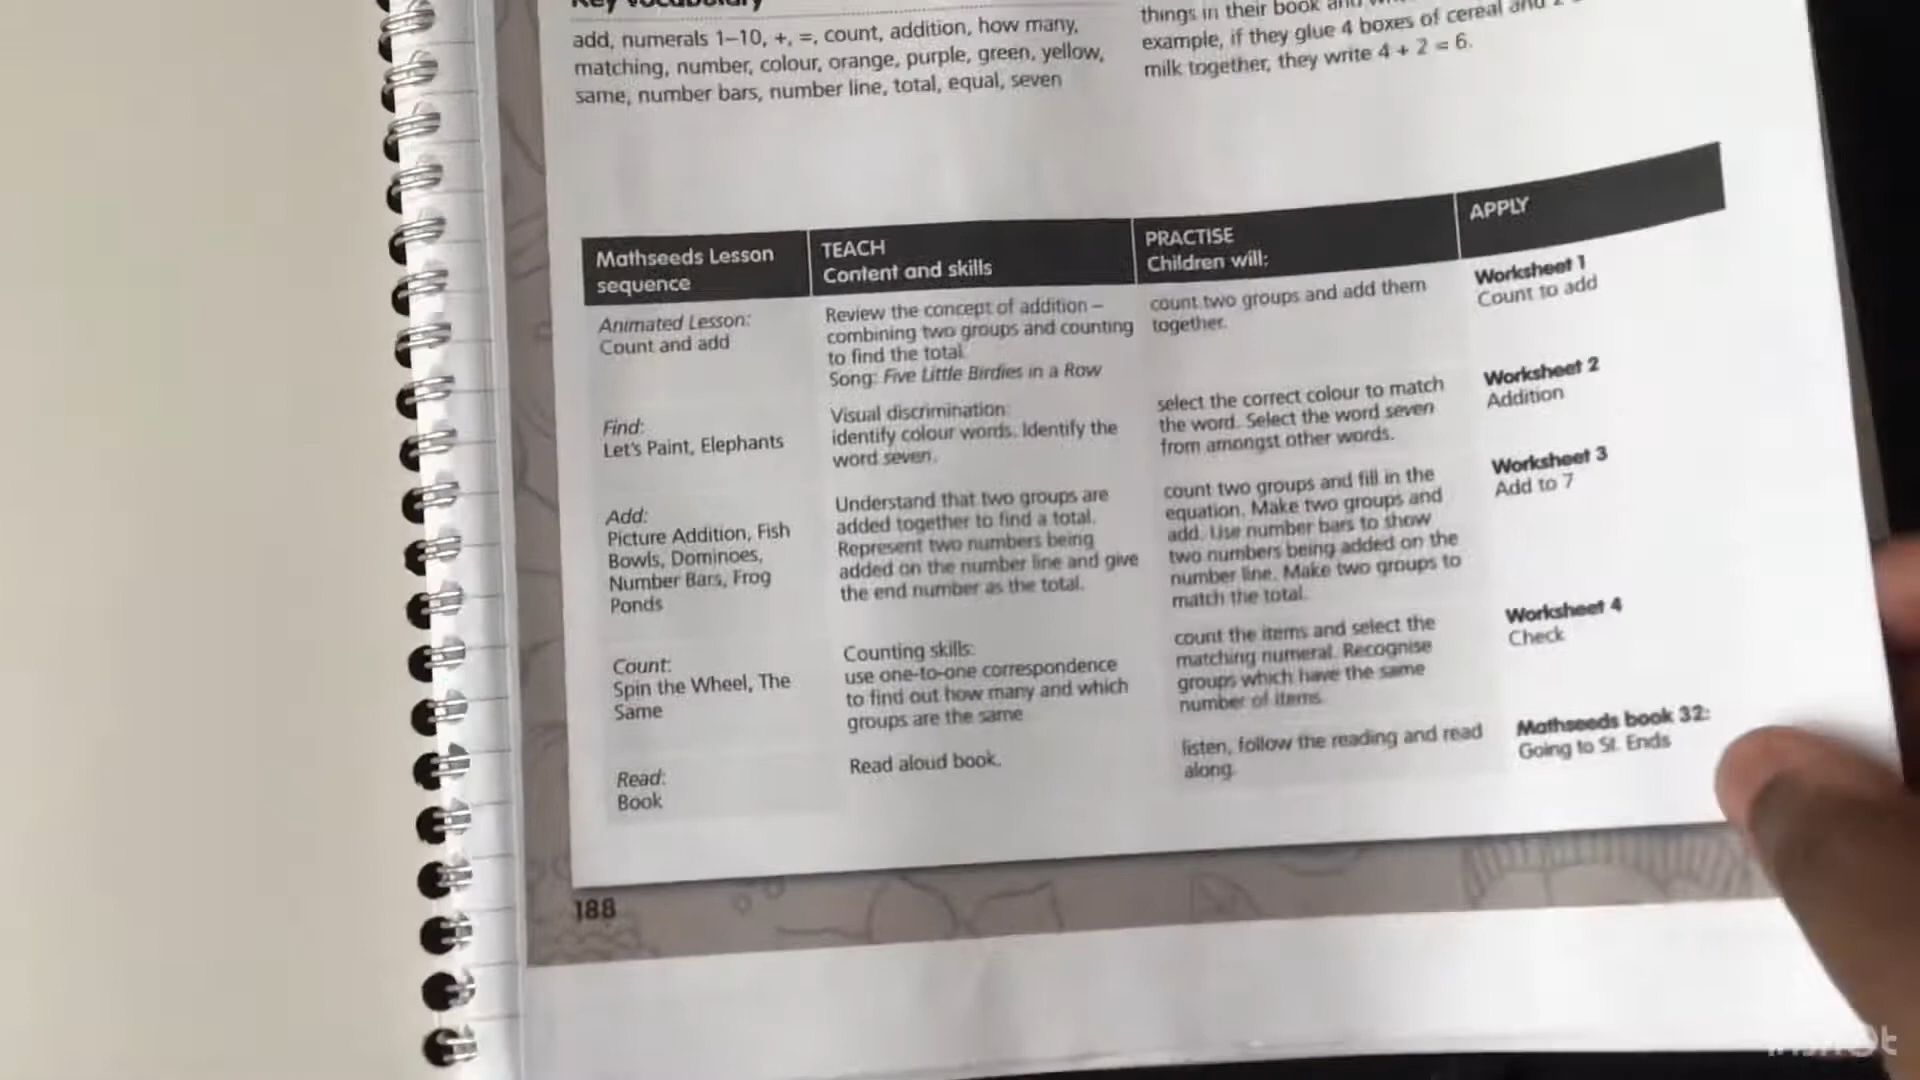 Key Vocabulary
add, numerals 1–10, +, =, count, addition, how many,
matching, number, colour, orange, purple, green, yellow,
same, number bars, number line, total, equal, seven
things in their book and
example, if they glue 4 boxes of cereal and 2
milk together, they write 4 + 2 = 6.
Mathseeds Lesson
sequence
TEACH
Content and skills
PRACTISE
Children will:
APPLY
Animated Lesson:
Count and add
Review the concept of addition –
combining two groups and counting
to find the total.
Song: Five Little Birdies in a Row
count two groups and add them
together.
Worksheet 1
Count to add
Find:
Let's Paint, Elephants
Visual discrimination:
identify colour words. Identify the
word seven.
select the correct colour to match
the word. Select the word seven
from amongst other words.
Worksheet 2
Addition
Add:
Picture Addition, Fish
Bowls, Dominoes,
Number Bars, Frog
Ponds
Understand that two groups are
added together to find a total.
Represent two numbers being
added on the number line and give
the end number as the total.
count two groups and fill in the
equation. Make two groups and
add. Use number bars to show
two numbers being added on the
number line. Make two groups to
match the total.
Worksheet 3
Add to 7
Count:
Spin the Wheel, The
Same
Counting skills:
use one-to-one correspondence
to find out how many and which
groups are the same
count the items and select the
matching numeral. Recognise
groups which have the same
number of items.
Worksheet 4
Check
Read:
Book
Read aloud book.
listen, follow the reading and read
along.
Mathseeds book 32:
Going to St. Ends
188